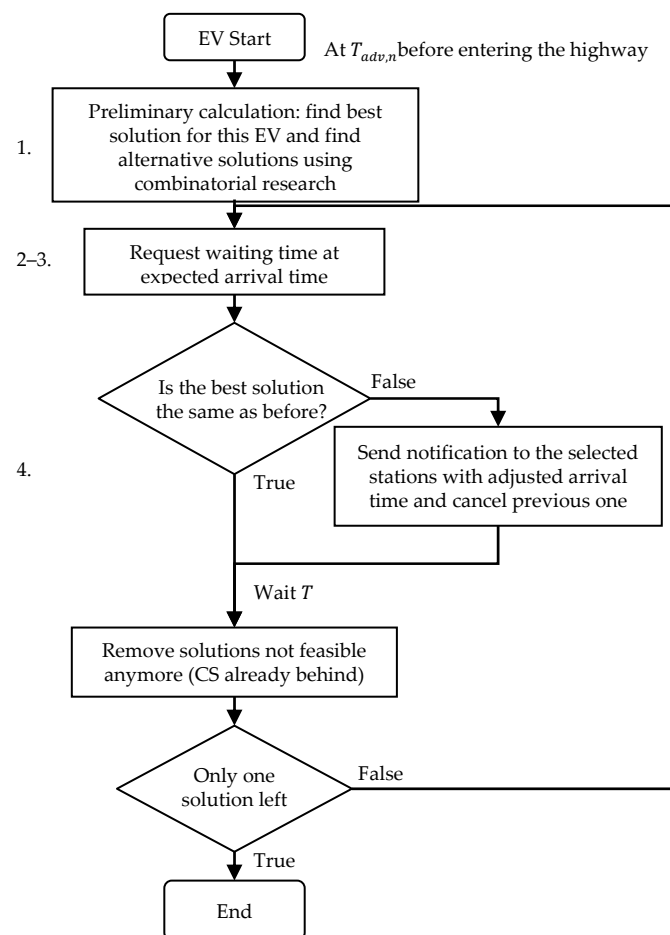 EV Start
At T_adv,n before entering the highway
1.
Preliminary calculation: find best
solution for this EV and find
alternative solutions using
combinatorial research
2–3.
Request waiting time at
expected arrival time
Is the best solution
the same as before?
False
4.
Send notification to the selected
stations with adjusted arrival
time and cancel previous one
True
Wait T
Remove solutions not feasible
anymore (CS already behind)
Only one
solution left
False
True
End